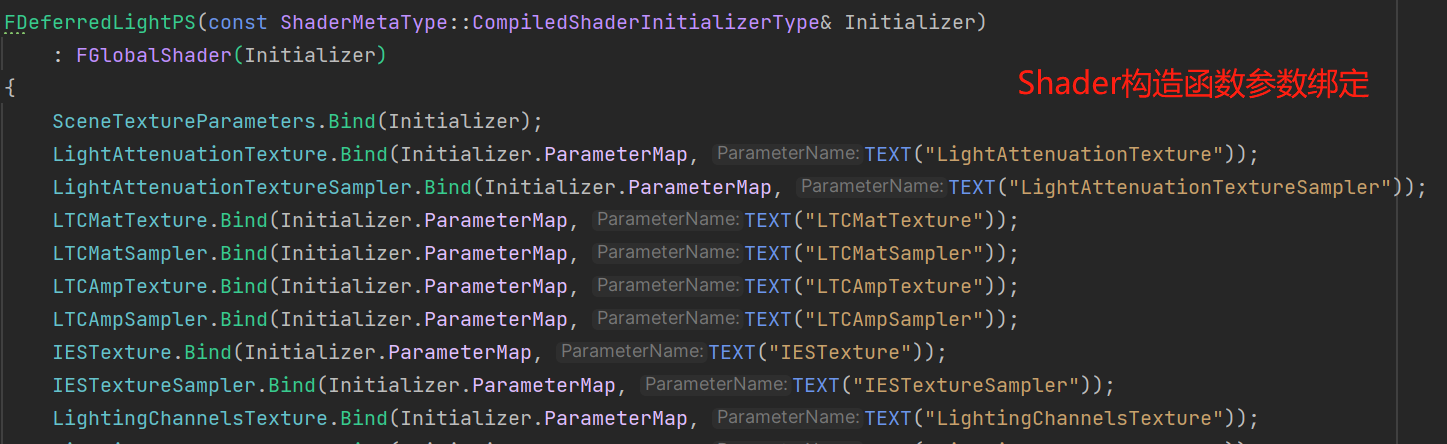 FDeferredLightPS(const ShaderMetaType::CompiledShaderInitializerType& Initializer)
: FGlobalShader(Initializer)
{
Shader构造函数参数绑定
SceneTextureParameters.Bind(Initializer);
LightAttenuationTexture.Bind(Initializer.ParameterMap, ParameterName: TEXT("LightAttenuationTexture"));
LightAttenuationTextureSampler.Bind(Initializer.ParameterMap, ParameterName: TEXT("LightAttenuationTextureSampler"));
LTCMatTexture.Bind(Initializer.ParameterMap, ParameterName: TEXT("LTCMatTexture"));
LTCMatSampler.Bind(Initializer.ParameterMap, ParameterName: TEXT("LTCMatSampler"));
LTCAmpTexture.Bind(Initializer.ParameterMap, ParameterName: TEXT("LTCAmpTexture"));
LTCAmpSampler.Bind(Initializer.ParameterMap, ParameterName: TEXT("LTCAmpSampler"));
IESTexture.Bind(Initializer.ParameterMap, ParameterName: TEXT("IESTexture"));
IESTextureSampler.Bind(Initializer.ParameterMap, ParameterName: TEXT("IESTextureSampler"));
LightingChannelsTexture.Bind(Initializer.ParameterMap, ParameterName: TEXT("LightingChannelsTexture"));